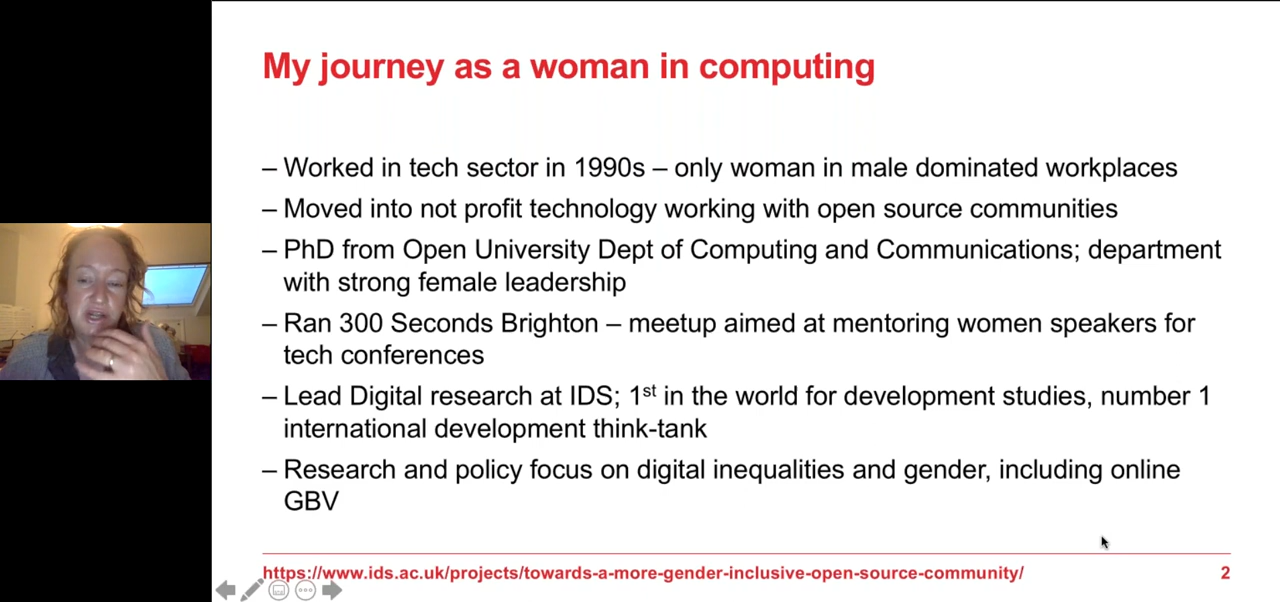 My journey as a woman in computing
– Worked in tech sector in 1990s – only woman in male dominated workplaces
– Moved into not profit technology working with open source communities
– PhD from Open University Dept of Computing and Communications; department
with strong female leadership
– Ran 300 Seconds Brighton – meetup aimed at mentoring women speakers for
tech conferences
– Lead Digital research at IDS; 1st in the world for development studies, number 1
international development think-tank
– Research and policy focus on digital inequalities and gender, including online
GBV
https://www.ids.ac.uk/projects/towards-a-more-gender-inclusive-open-source-community/ 2